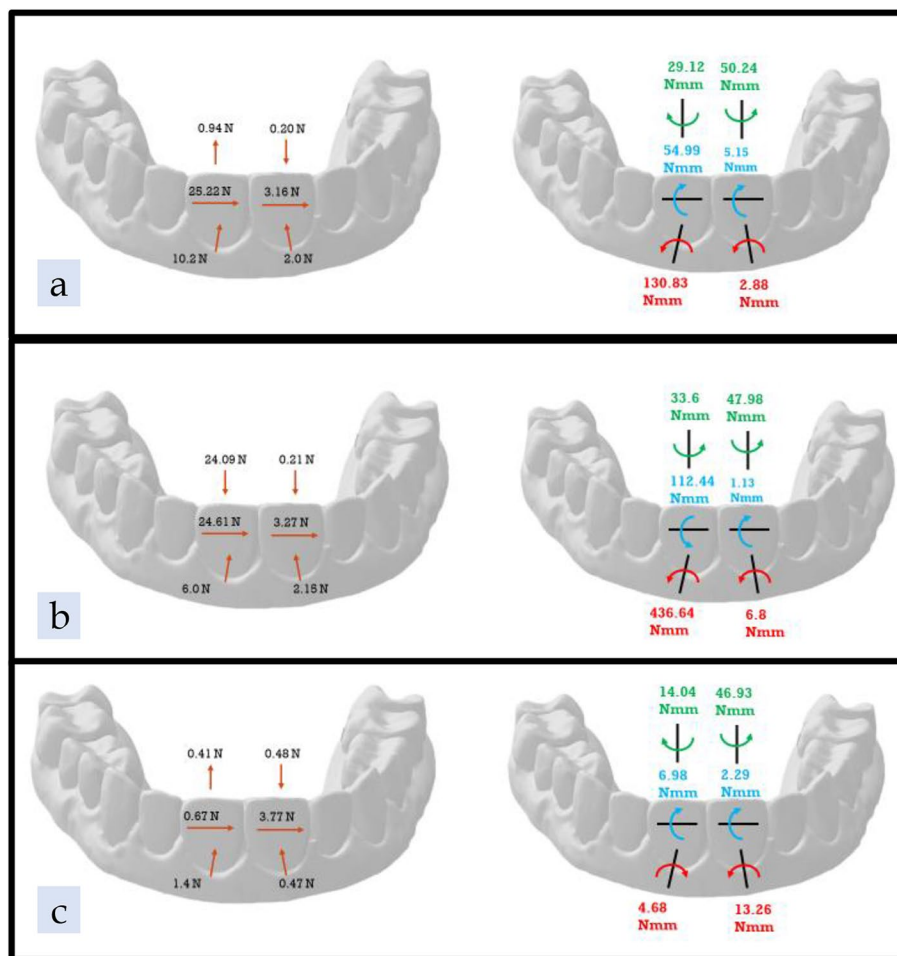 29.12 50.24
Nmm Nmm
0.94 N 0.20 N
54.99 5.15
Nmm Nmm
25.22 N 3.16 N
10.2 N 2.0 N
a
130.83 2.88
Nmm Nmm
33.6 47.98
Nmm Nmm
24.09 N 0.21 N
112.44 1.13
Nmm Nmm
24.61 N 3.27 N
6.0 N 2.15 N
b
436.64 6.8
Nmm Nmm
14.04 46.93
Nmm Nmm
0.41 N 0.48 N
6.98 2.29
Nmm Nmm
0.67 N 3.77 N
1.4 N 0.47 N
c
4.68 13.26
Nmm Nmm